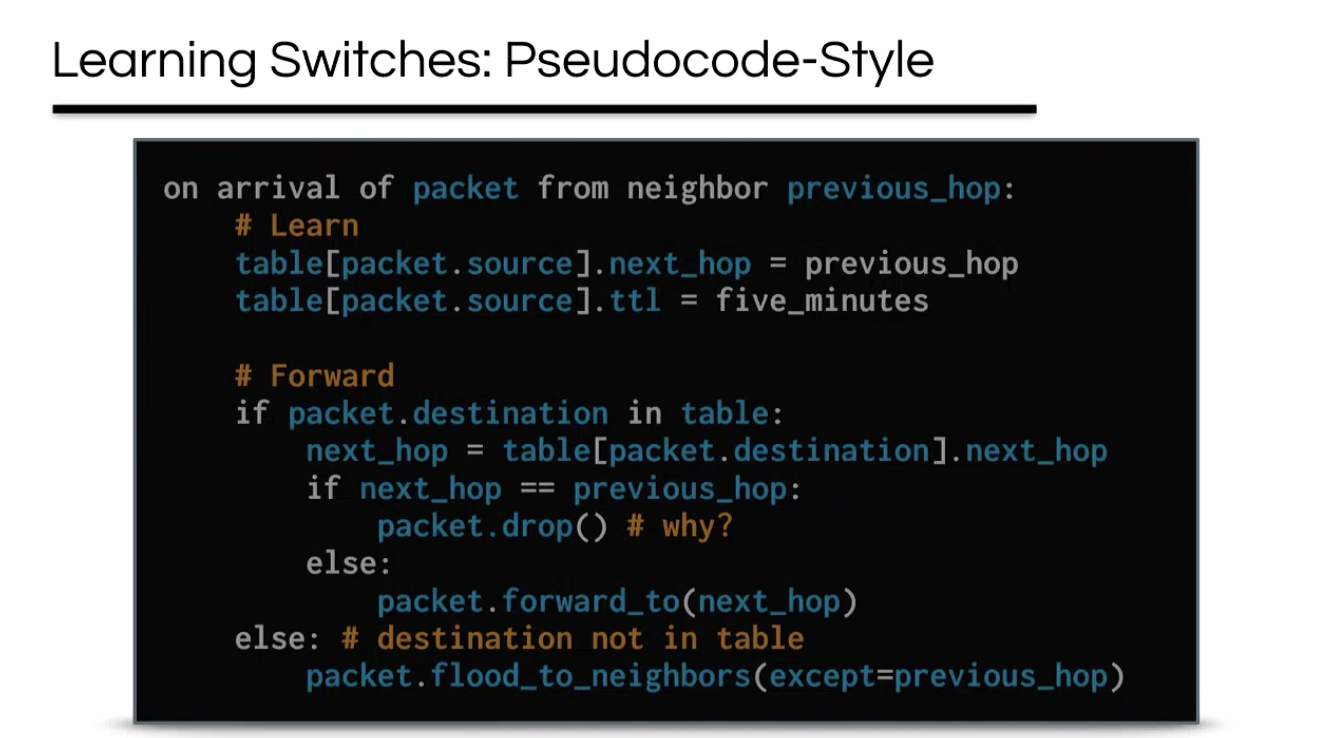 Learning Switches: Pseudocode-Style
on arrival of packet from neighbor previous_hop:
# Learn
table[packet.source].next_hop = previous_hop
table[packet.source].ttl = five_minutes
# Forward
if packet.destination in table:
next_hop = table[packet.destination].next_hop
if next_hop == previous_hop:
packet.drop() # why?
else:
packet.forward_to(next_hop)
else: # destination not in table
packet.flood_to_neighbors(except=previous_hop)